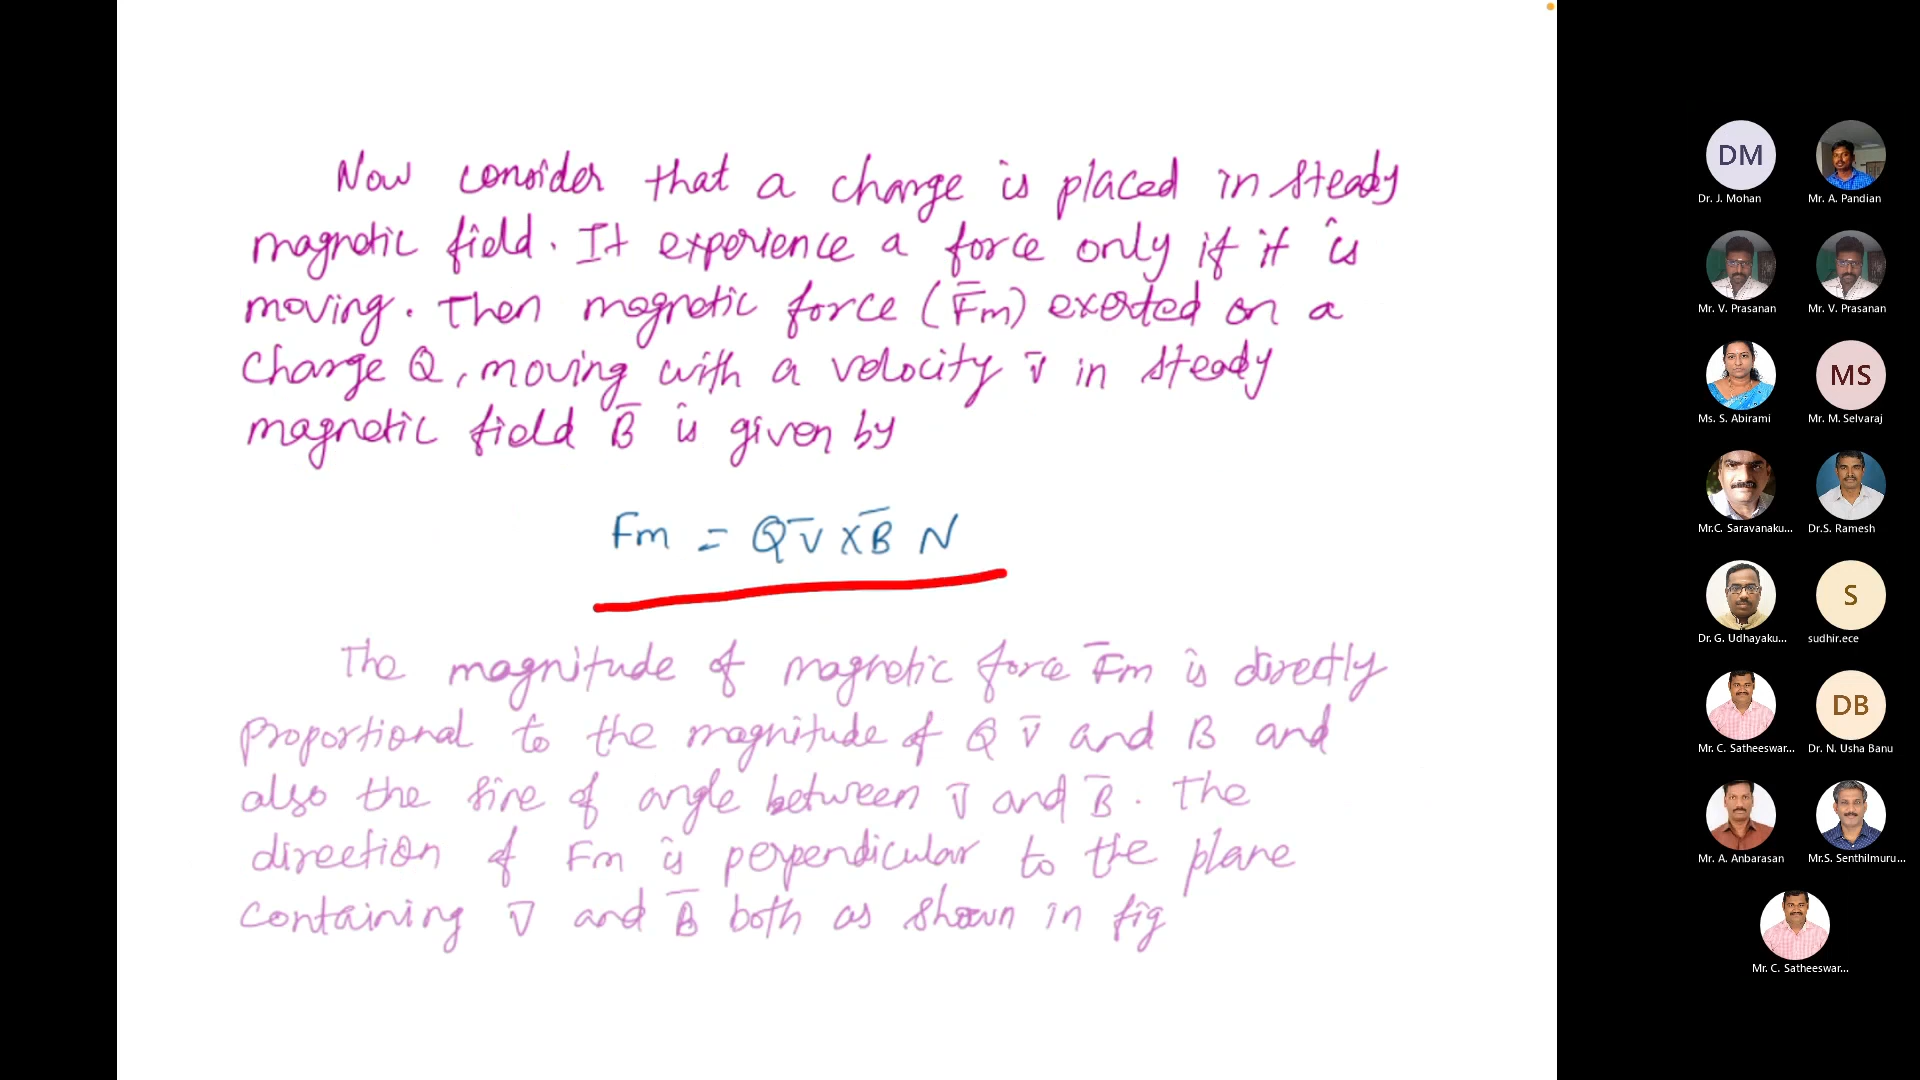 Now consider that a charge is placed in steady
magnetic field. It experience a force only if it is
moving. Then magnetic force (F̅m) exerted on a
charge Q, moving with a velocity v̅ in steady
magnetic field B̅ is given by
Fm = Q v̅ X B̅ N
The magnitude of magnetic force F̅m is directly
proportional to the magnitude of Q v̅ and B and
also the sine of angle between v̅ and B̅. The
direction of Fm is perpendicular to the plane
containing v̅ and B̅ both as shown in fig
DM
Dr. J. Mohan
Mr. A. Pandian
Mr. V. Prasanan
Mr. V. Prasanan
MS
Ms. S. Abirami
Mr. M. Selvaraj
Mr.C. Saravanaku...
Dr.S. Ramesh
S
Dr. G. Udhayaku...
sudhir.ece
DB
Mr. C. Satheeswar...
Dr. N. Usha Banu
Mr. A. Anbarasan
Mr.S. Senthilmuru...
Mr. C. Satheeswar...